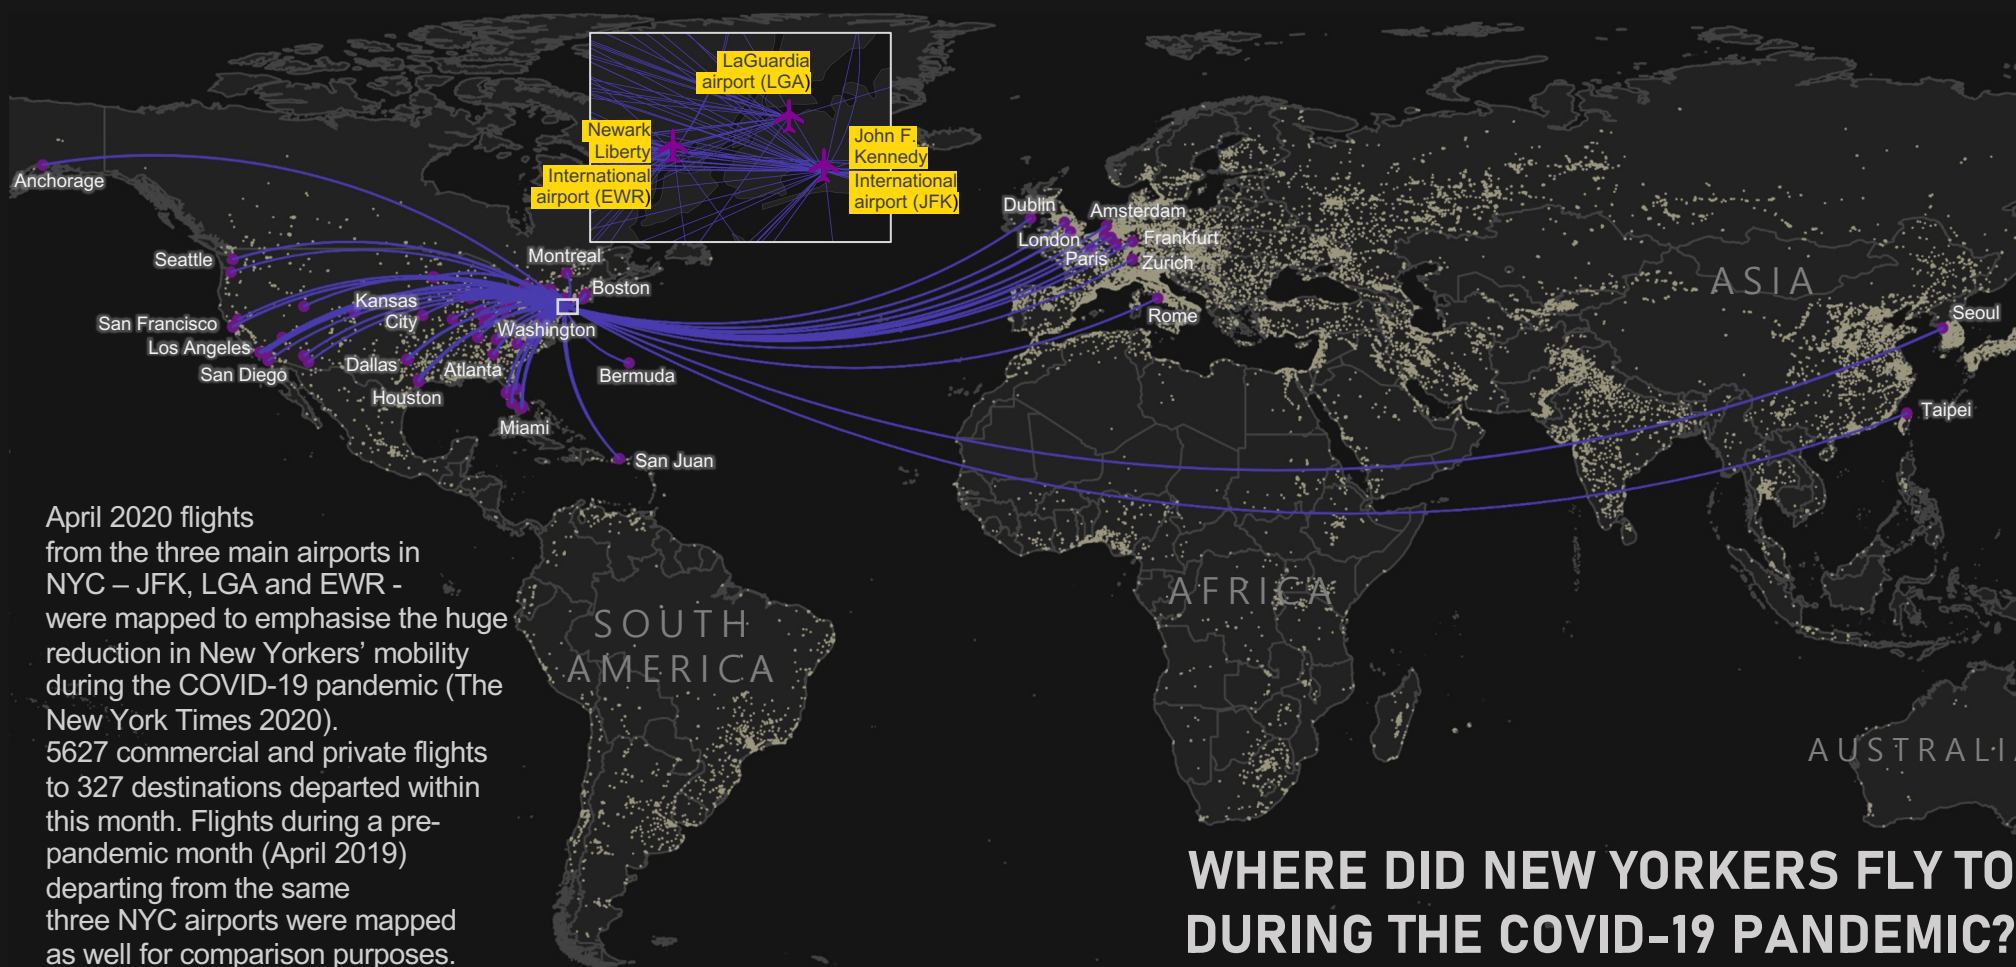 LaGuardia
airport (LGA)
Newark
Liberty
International
airport (EWR)
John F.
Kennedy
International
airport (JFK)
Anchorage
Seattle
San Francisco
Los Angeles
San Diego
Kansas
City
Dallas
Houston
Atlanta
Miami
Montreal
Boston
Washington
Bermuda
San Juan
Dublin
London
Amsterdam
Paris
Frankfurt
Zurich
Rome
ASIA
Seoul
Taipei
AFRICA
SOUTH
AMERICA
AUSTRALIA
April 2020 flights
from the three main airports in
NYC – JFK, LGA and EWR -
were mapped to emphasise the huge
reduction in New Yorkers’ mobility
during the COVID-19 pandemic (The
New York Times 2020).
5627 commercial and private flights
to 327 destinations departed within
this month. Flights during a pre-
pandemic month (April 2019)
departing from the same
three NYC airports were mapped
as well for comparison purposes.
WHERE DID NEW YORKERS FLY TO
DURING THE COVID-19 PANDEMIC?